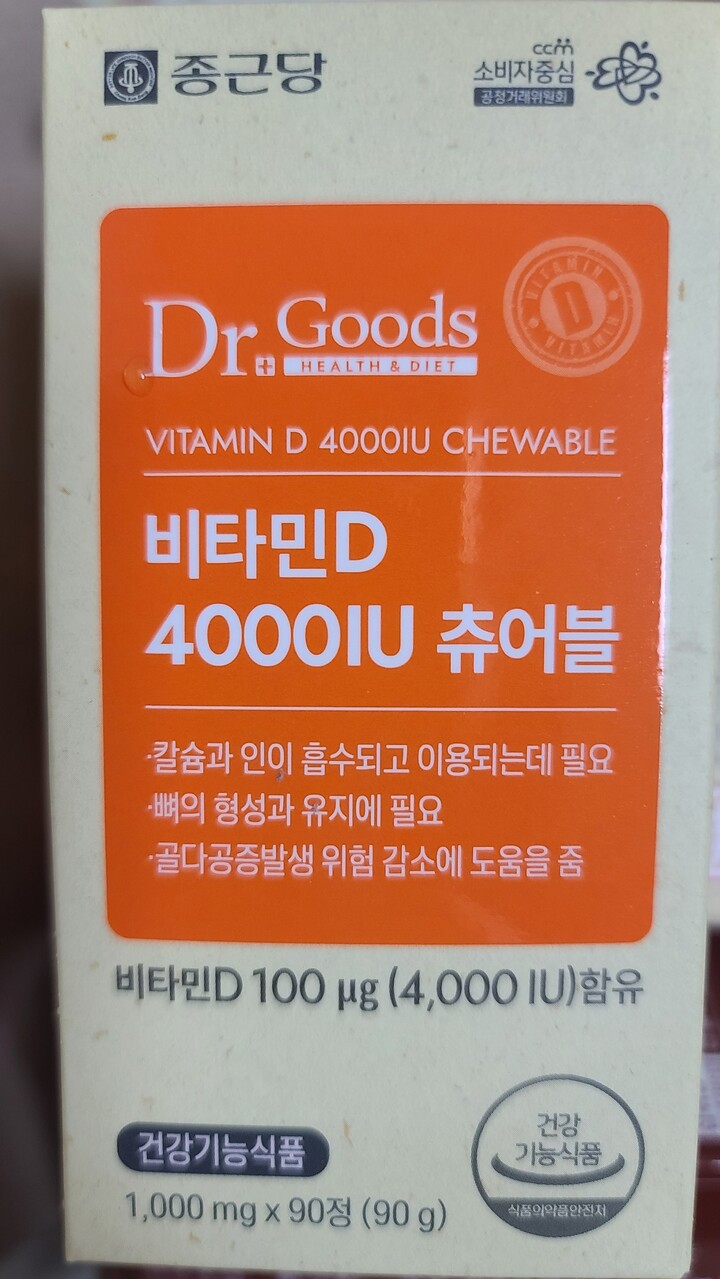 종근당
ccm
소비자중심
공정거래위원회
VITAMIN
D
VITAMIN
Dr. Goods
HEALTH & DIET
VITAMIN D 4000IU CHEWABLE
비타민D
4000IU 츄어블
·칼슘과 인이 흡수되고 이용되는데 필요
·뼈의 형성과 유지에 필요
·골다공증발생 위험 감소에 도움을 줌
비타민D 100 µg (4,000 IU)함유
건강기능식품
1,000 mg x 90정 (90 g)
건강
기능식품
식품의약품안전처